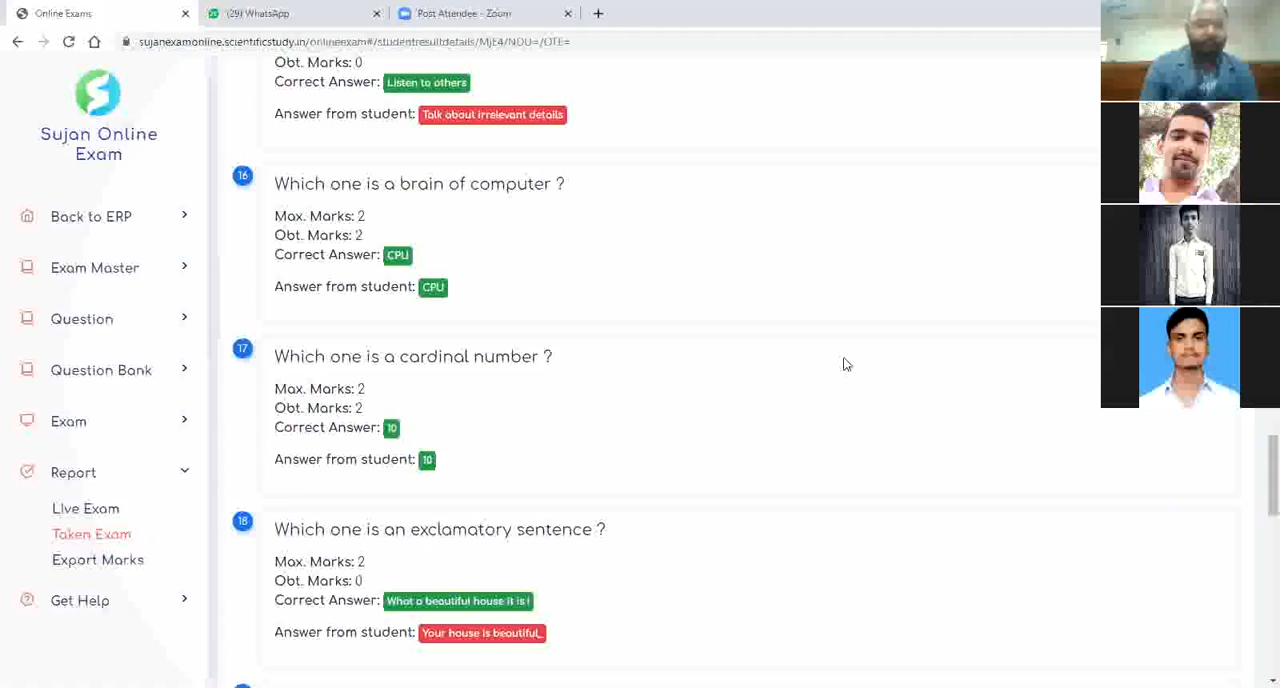 Online Exams
(29) WhatsApp
Post Attendee - Zoom
sujanexamonline.scientificstudy.in/onlineexam#/studentresultdetails/MjE4/NDU=/OTE=
Sujan Online
Exam
Back to ERP
Exam Master
Question
Question Bank
Exam
Report
Live Exam
Taken Exam
Export Marks
Get Help
Obt. Marks: 0
Correct Answer: Listen to others
Answer from student: Talk about irrelevant details
16
Which one is a brain of computer ?
Max. Marks: 2
Obt. Marks: 2
Correct Answer: CPU
Answer from student: CPU
17
Which one is a cardinal number ?
Max. Marks: 2
Obt. Marks: 2
Correct Answer: 10
Answer from student: 10
18
Which one is an exclamatory sentence ?
Max. Marks: 2
Obt. Marks: 0
Correct Answer: What a beautiful house it is !
Answer from student: Your house is beautiful.